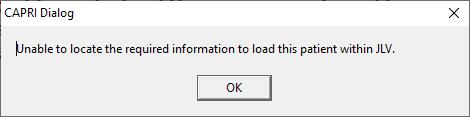 CAPRI Dialog
Unable to locate the required information to load this patient within JLV.
OK